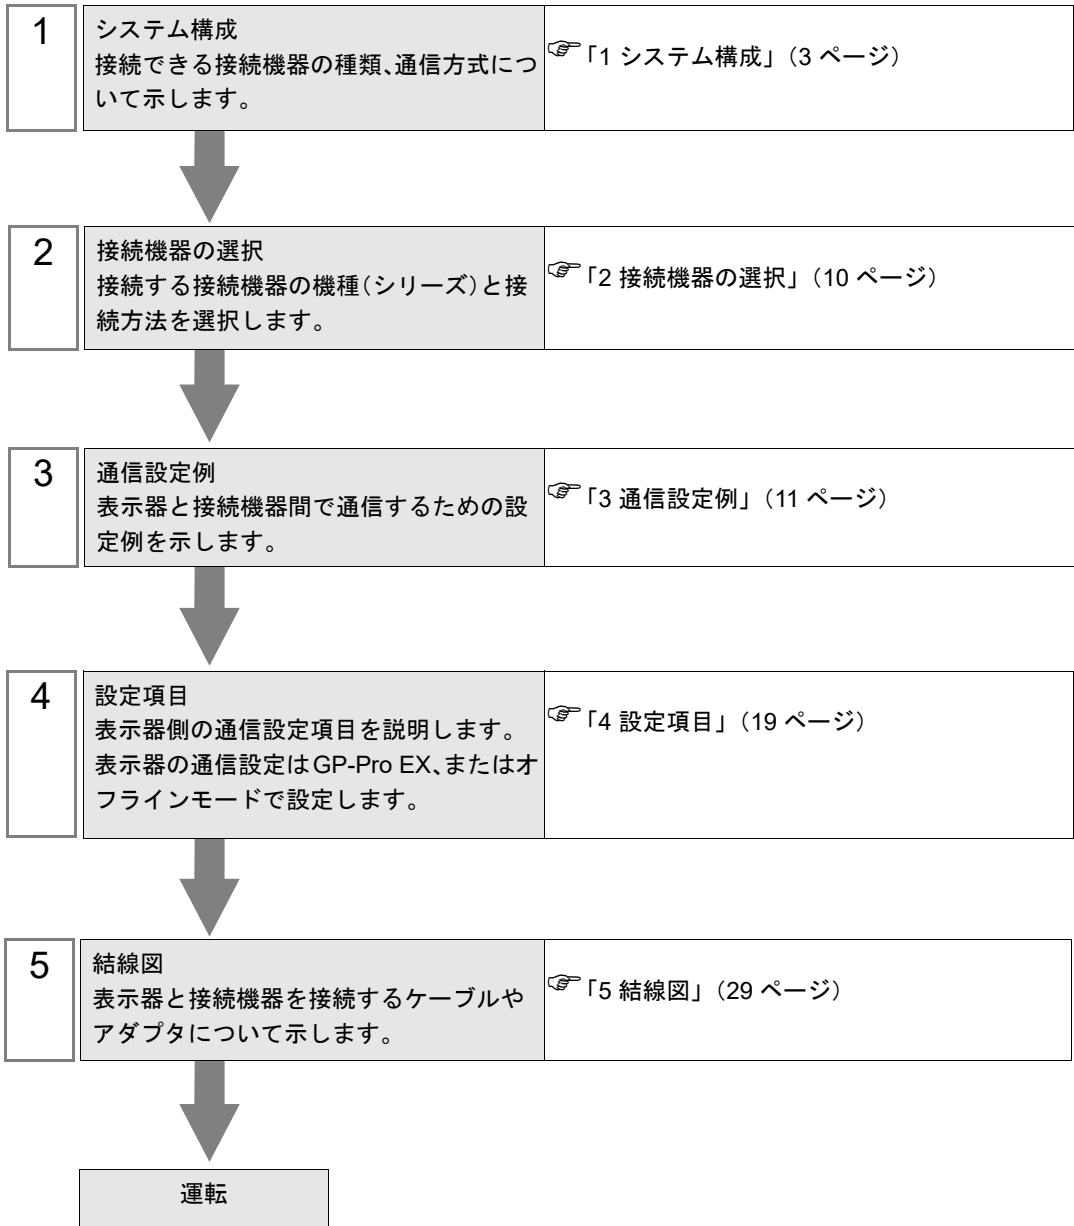 1
システム構成
接続できる接続機器の種類、通信方式につ
いて示します。
☞「1 システム構成」(3 ページ)
2
接続機器の選択
接続する接続機器の機種(シリーズ)と接
続方法を選択します。
☞「2 接続機器の選択」(10 ページ)
3
通信設定例
表示器と接続機器間で通信するための設
定例を示します。
☞「3 通信設定例」(11 ページ)
4
設定項目
表示器側の通信設定項目を説明します。
表示器の通信設定はGP-Pro EX、またはオ
フラインモードで設定します。
☞「4 設定項目」(19 ページ)
5
結線図
表示器と接続機器を接続するケーブルや
アダプタについて示します。
☞「5 結線図」(29 ページ)
運転